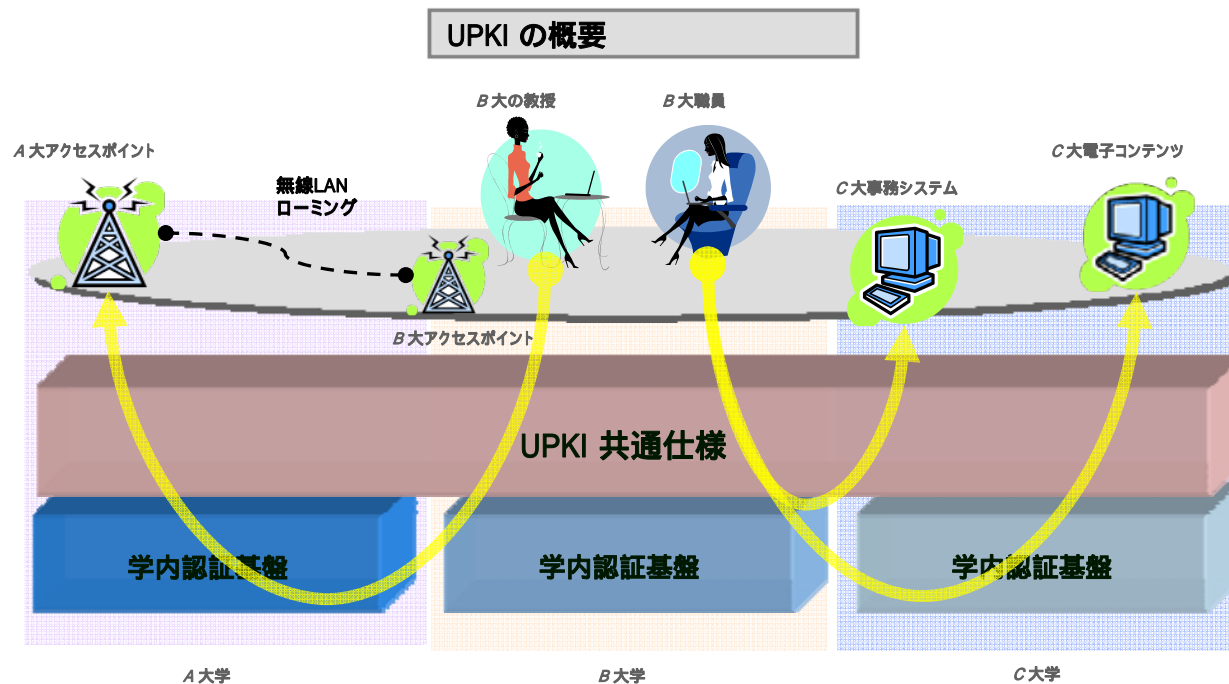 UPKI の概要
B 大の教授
B 大職員
A 大アクセスポイント
C 大電子コンテンツ
無線LAN
ローミング
C 大事務システム
B 大アクセスポイント
UPKI 共通仕様
学内認証基盤
学内認証基盤
学内認証基盤
A 大学
B 大学
C 大学